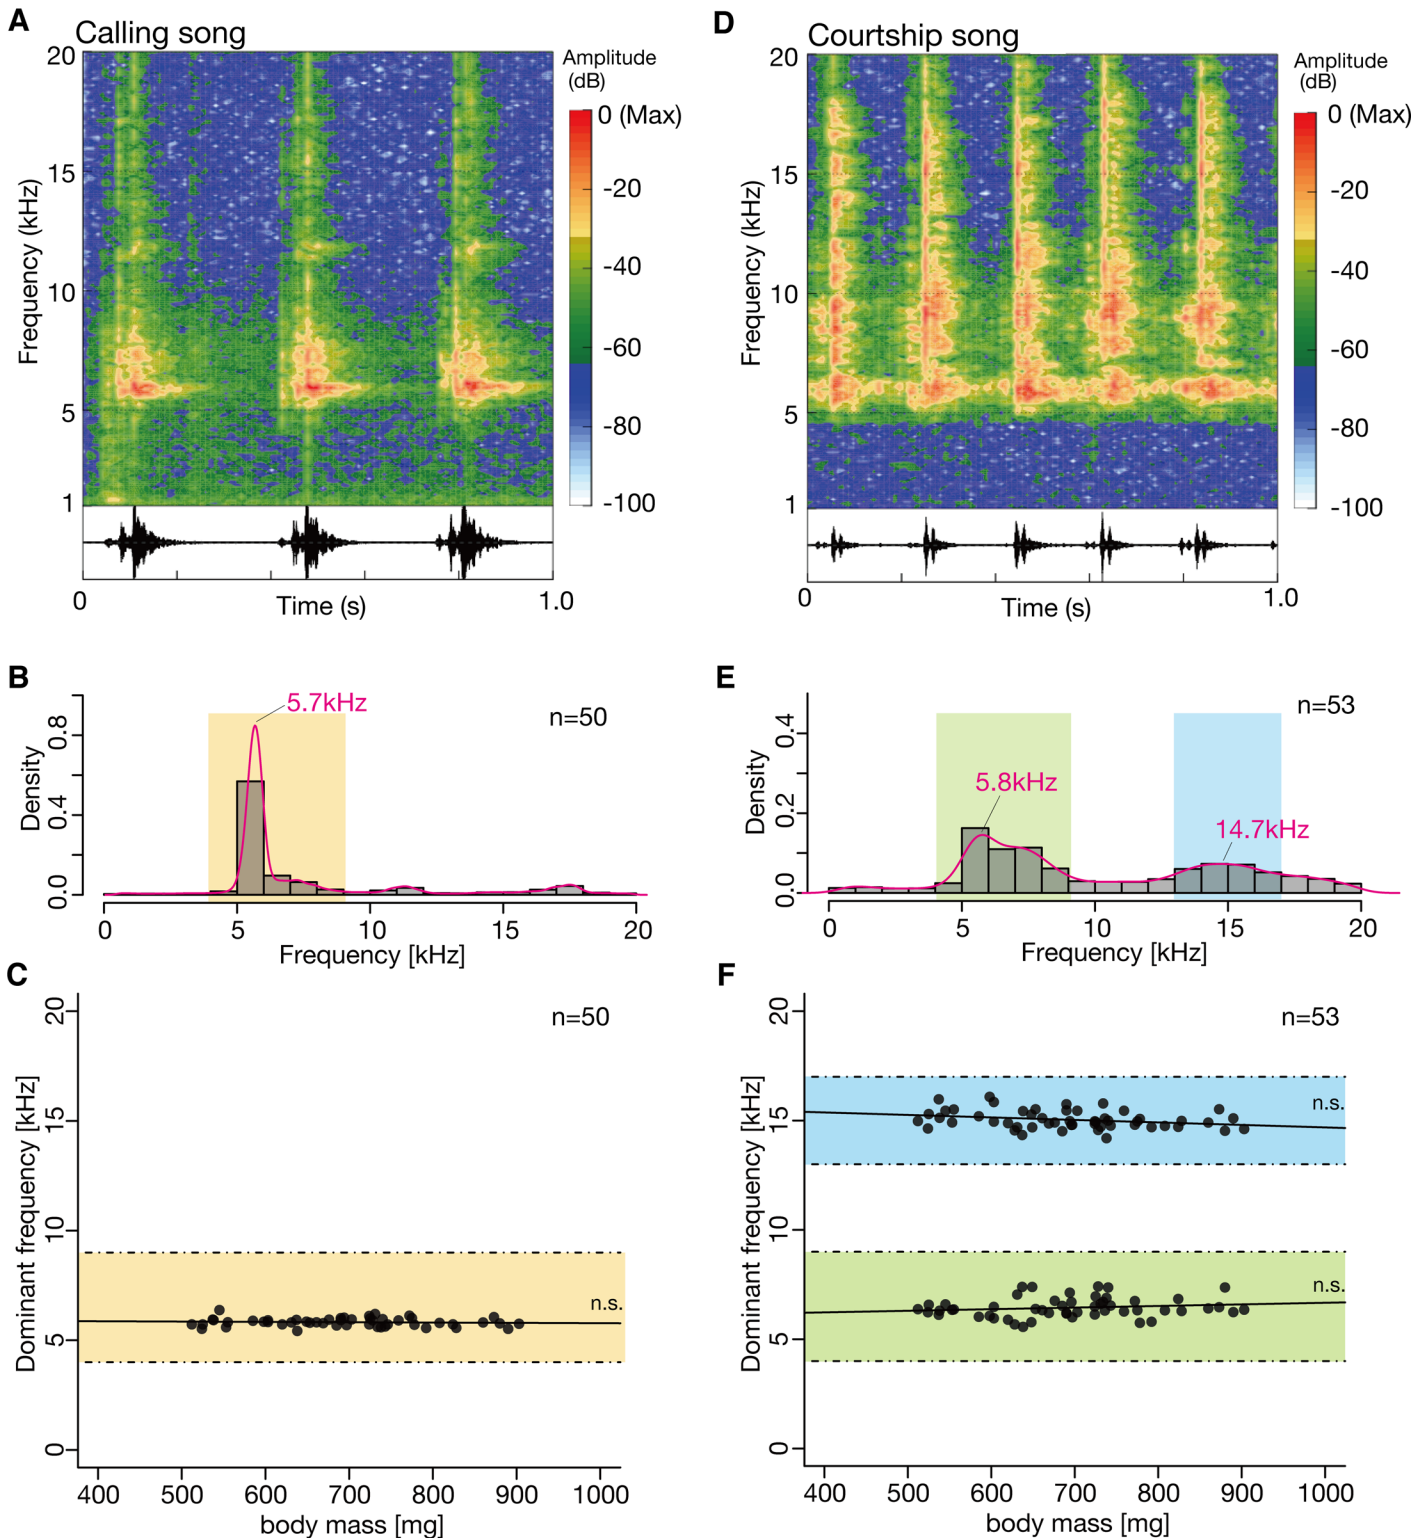 A
Calling song
Amplitude
(dB)
0 (Max)
-20
-40
-60
-80
-100
20
15
10
5
1
Frequency (kHz)
0
Time (s)
1.0
D
Courtship song
Amplitude
(dB)
0 (Max)
-20
-40
-60
-80
-100
20
15
10
5
1
Frequency (kHz)
0
Time (s)
1.0
B
5.7kHz
n=50
Density
0.8
0.4
0.0
0
5
10
15
20
Frequency [kHz]
E
5.8kHz
14.7kHz
n=53
Density
0.4
0.2
0.0
0
5
10
15
20
Frequency [kHz]
C
n=50
n.s.
Dominant frequency [kHz]
20
15
10
5
0
400
500
600
700
800
900
1000
body mass [mg]
F
n=53
n.s.
n.s.
Dominant frequency [kHz]
20
15
10
5
0
400
500
600
700
800
900
1000
body mass [mg]